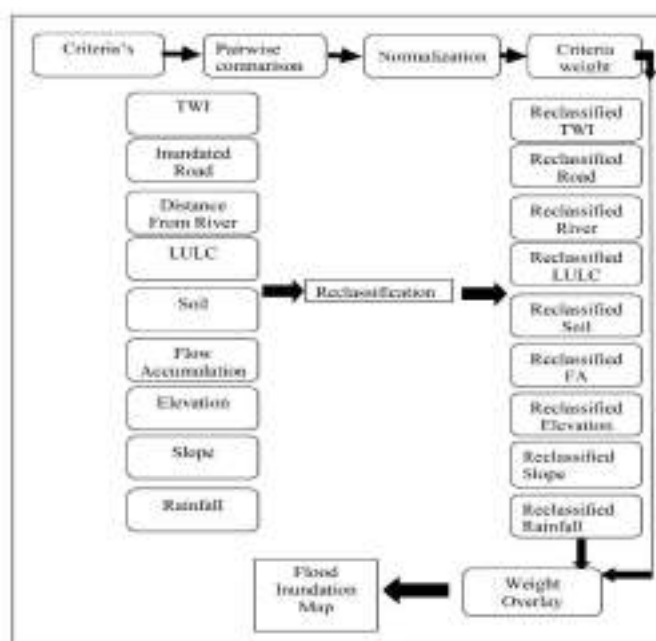 Criteria's
Pairwise
comparison
Normalization
Criteria
weight
TWI
Inundated
Road
Distance
From River
LULC
Soil
Flow
Accumulation
Elevation
Slope
Rainfall
Reclassification
Reclassified
TWI
Reclassified
Road
Reclassified
River
Reclassified
LULC
Reclassified
Soil
Reclassified
FA
Reclassified
Elevation
Reclassified
Slope
Reclassified
Rainfall
Flood
Inundation
Map
Weight
Overlay